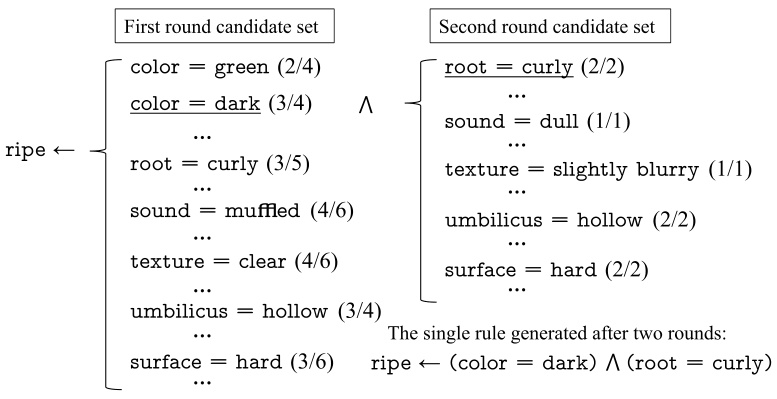 First round candidate set
color = green (2/4)
color = dark (3/4)
...
root = curly (3/5)
...
sound = muffled (4/6)
...
texture = clear (4/6)
...
umbilicus = hollow (3/4)
...
surface = hard (3/6)
...
ripe ←
∧
Second round candidate set
root = curly (2/2)
...
sound = dull (1/1)
...
texture = slightly blurry (1/1)
...
umbilicus = hollow (2/2)
...
surface = hard (2/2)
...
The single rule generated after two rounds:
ripe ← (color = dark) ∧ (root = curly)